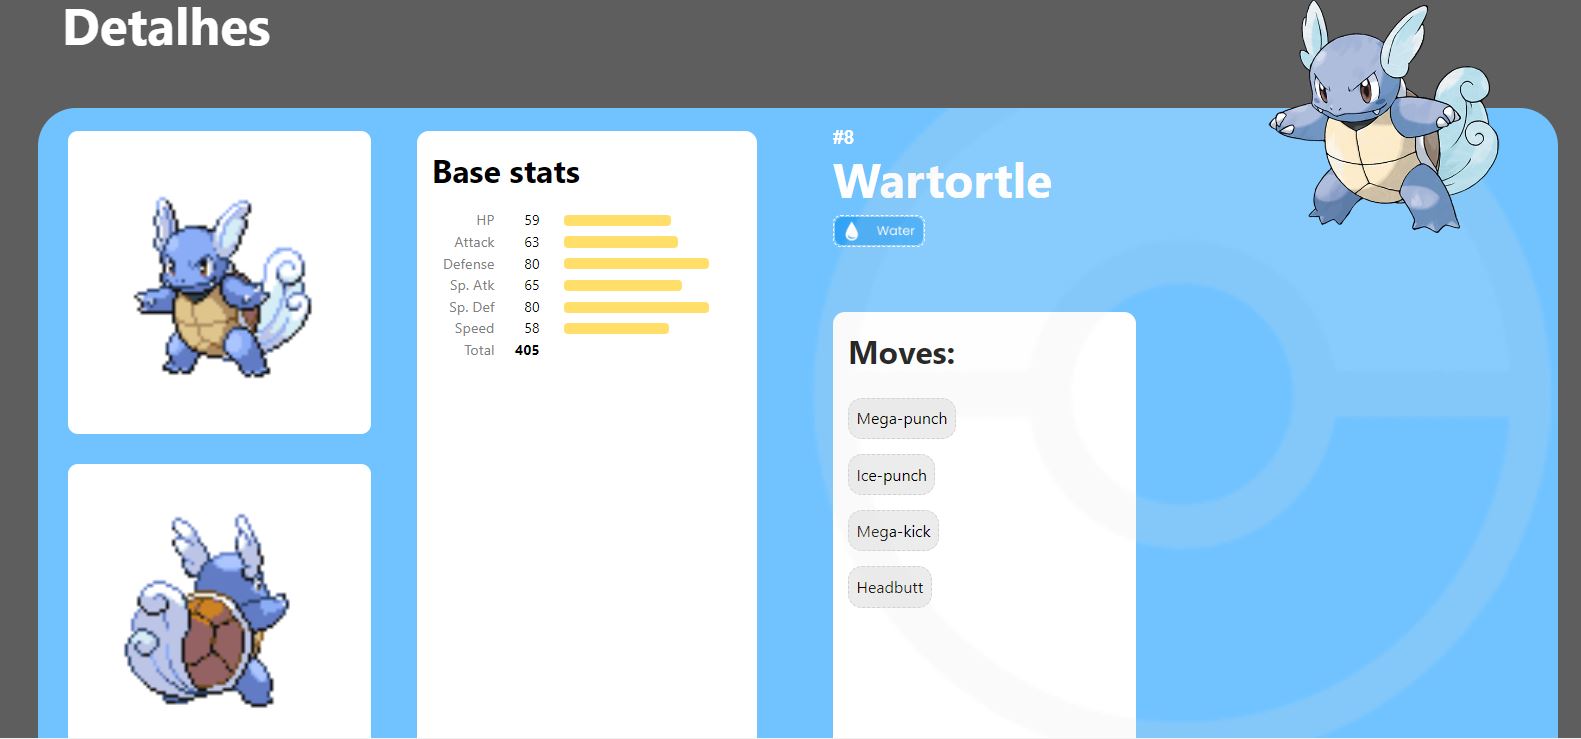 Detalhes
Base stats
HP 59
Attack 63
Defense 80
Sp. Atk 65
Sp. Def 80
Speed 58
Total 405
#8
Wartortle
Water
Moves:
Mega-punch
Ice-punch
Mega-kick
Headbutt